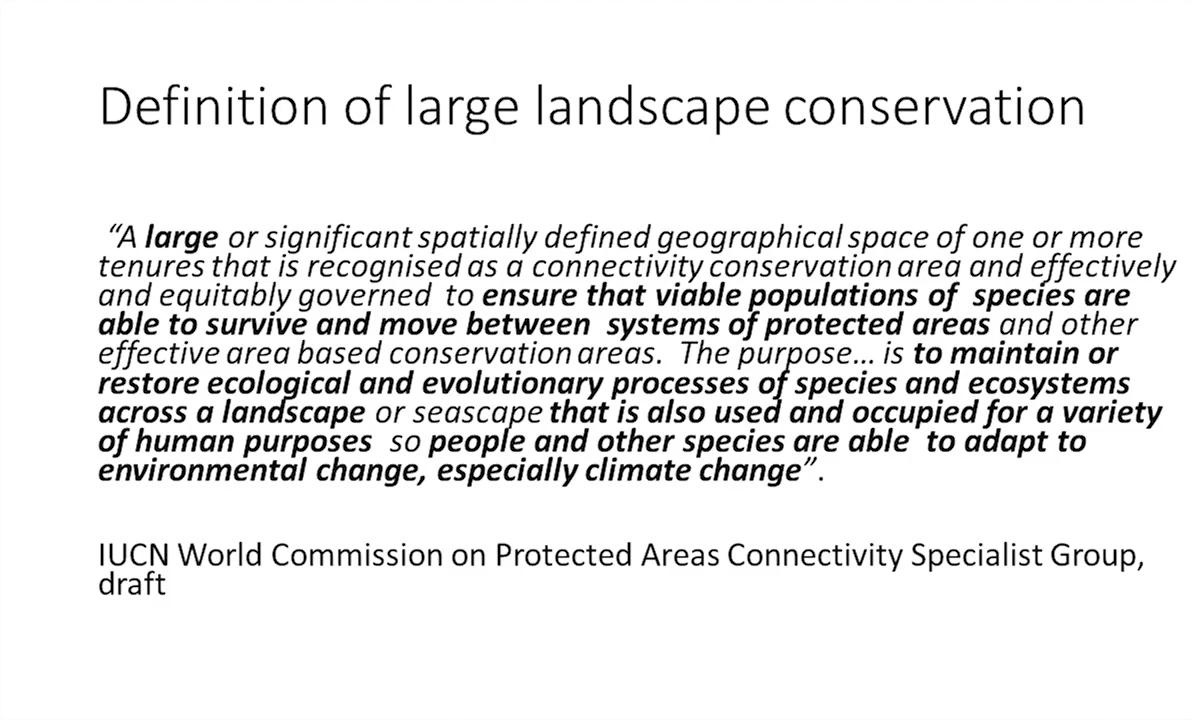 Definition of large landscape conservation
“A large or significant spatially defined geographical space of one or more
tenures that is recognised as a connectivity conservation area and effectively
and equitably governed to ensure that viable populations of species are
able to survive and move between systems of protected areas and other
effective area based conservation areas. The purpose... is to maintain or
restore ecological and evolutionary processes of species and ecosystems
across a landscape or seascape that is also used and occupied for a variety
of human purposes so people and other species are able to adapt to
environmental change, especially climate change”.
IUCN World Commission on Protected Areas Connectivity Specialist Group,
draft